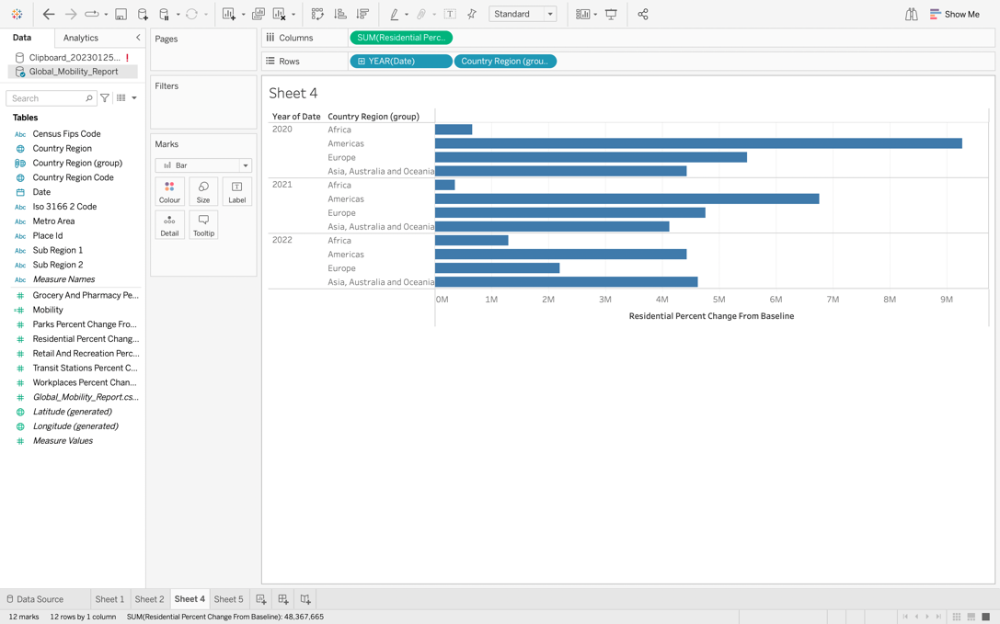 Standard
Show Me
Data
Analytics
Clipboard_20230125... !
Global_Mobility_Report
Search
Tables
Abc Census Fips Code
Country Region
Country Region (group)
Country Region Code
Date
Abc Iso 3166 2 Code
Abc Metro Area
Abc Place Id
Abc Sub Region 1
Abc Sub Region 2
Abc Measure Names
Grocery And Pharmacy Pe...
Mobility
Parks Percent Change Fro...
Residential Percent Chang...
Retail And Recreation Perc...
Transit Stations Percent C...
Workplaces Percent Chan...
Global_Mobility_Report.cs...
Latitude (generated)
Longitude (generated)
Measure Values
Pages
Filters
Marks
Bar
Colour
Size
Label
Detail
Tooltip
Columns
SUM(Residential Perc..
Rows
YEAR(Date)
Country Region (grou..
Sheet 4
Year of Date
Country Region (group)
2020
Africa
Americas
Europe
Asia, Australia and Oceania
2021
Africa
Americas
Europe
Asia, Australia and Oceania
2022
Africa
Americas
Europe
Asia, Australia and Oceania
0M 1M 2M 3M 4M 5M 6M 7M 8M 9M
Residential Percent Change From Baseline
Data Source
Sheet 1
Sheet 2
Sheet 4
Sheet 5
12 marks
12 rows by 1 column
SUM(Residential Percent Change From Baseline): 48,367,665